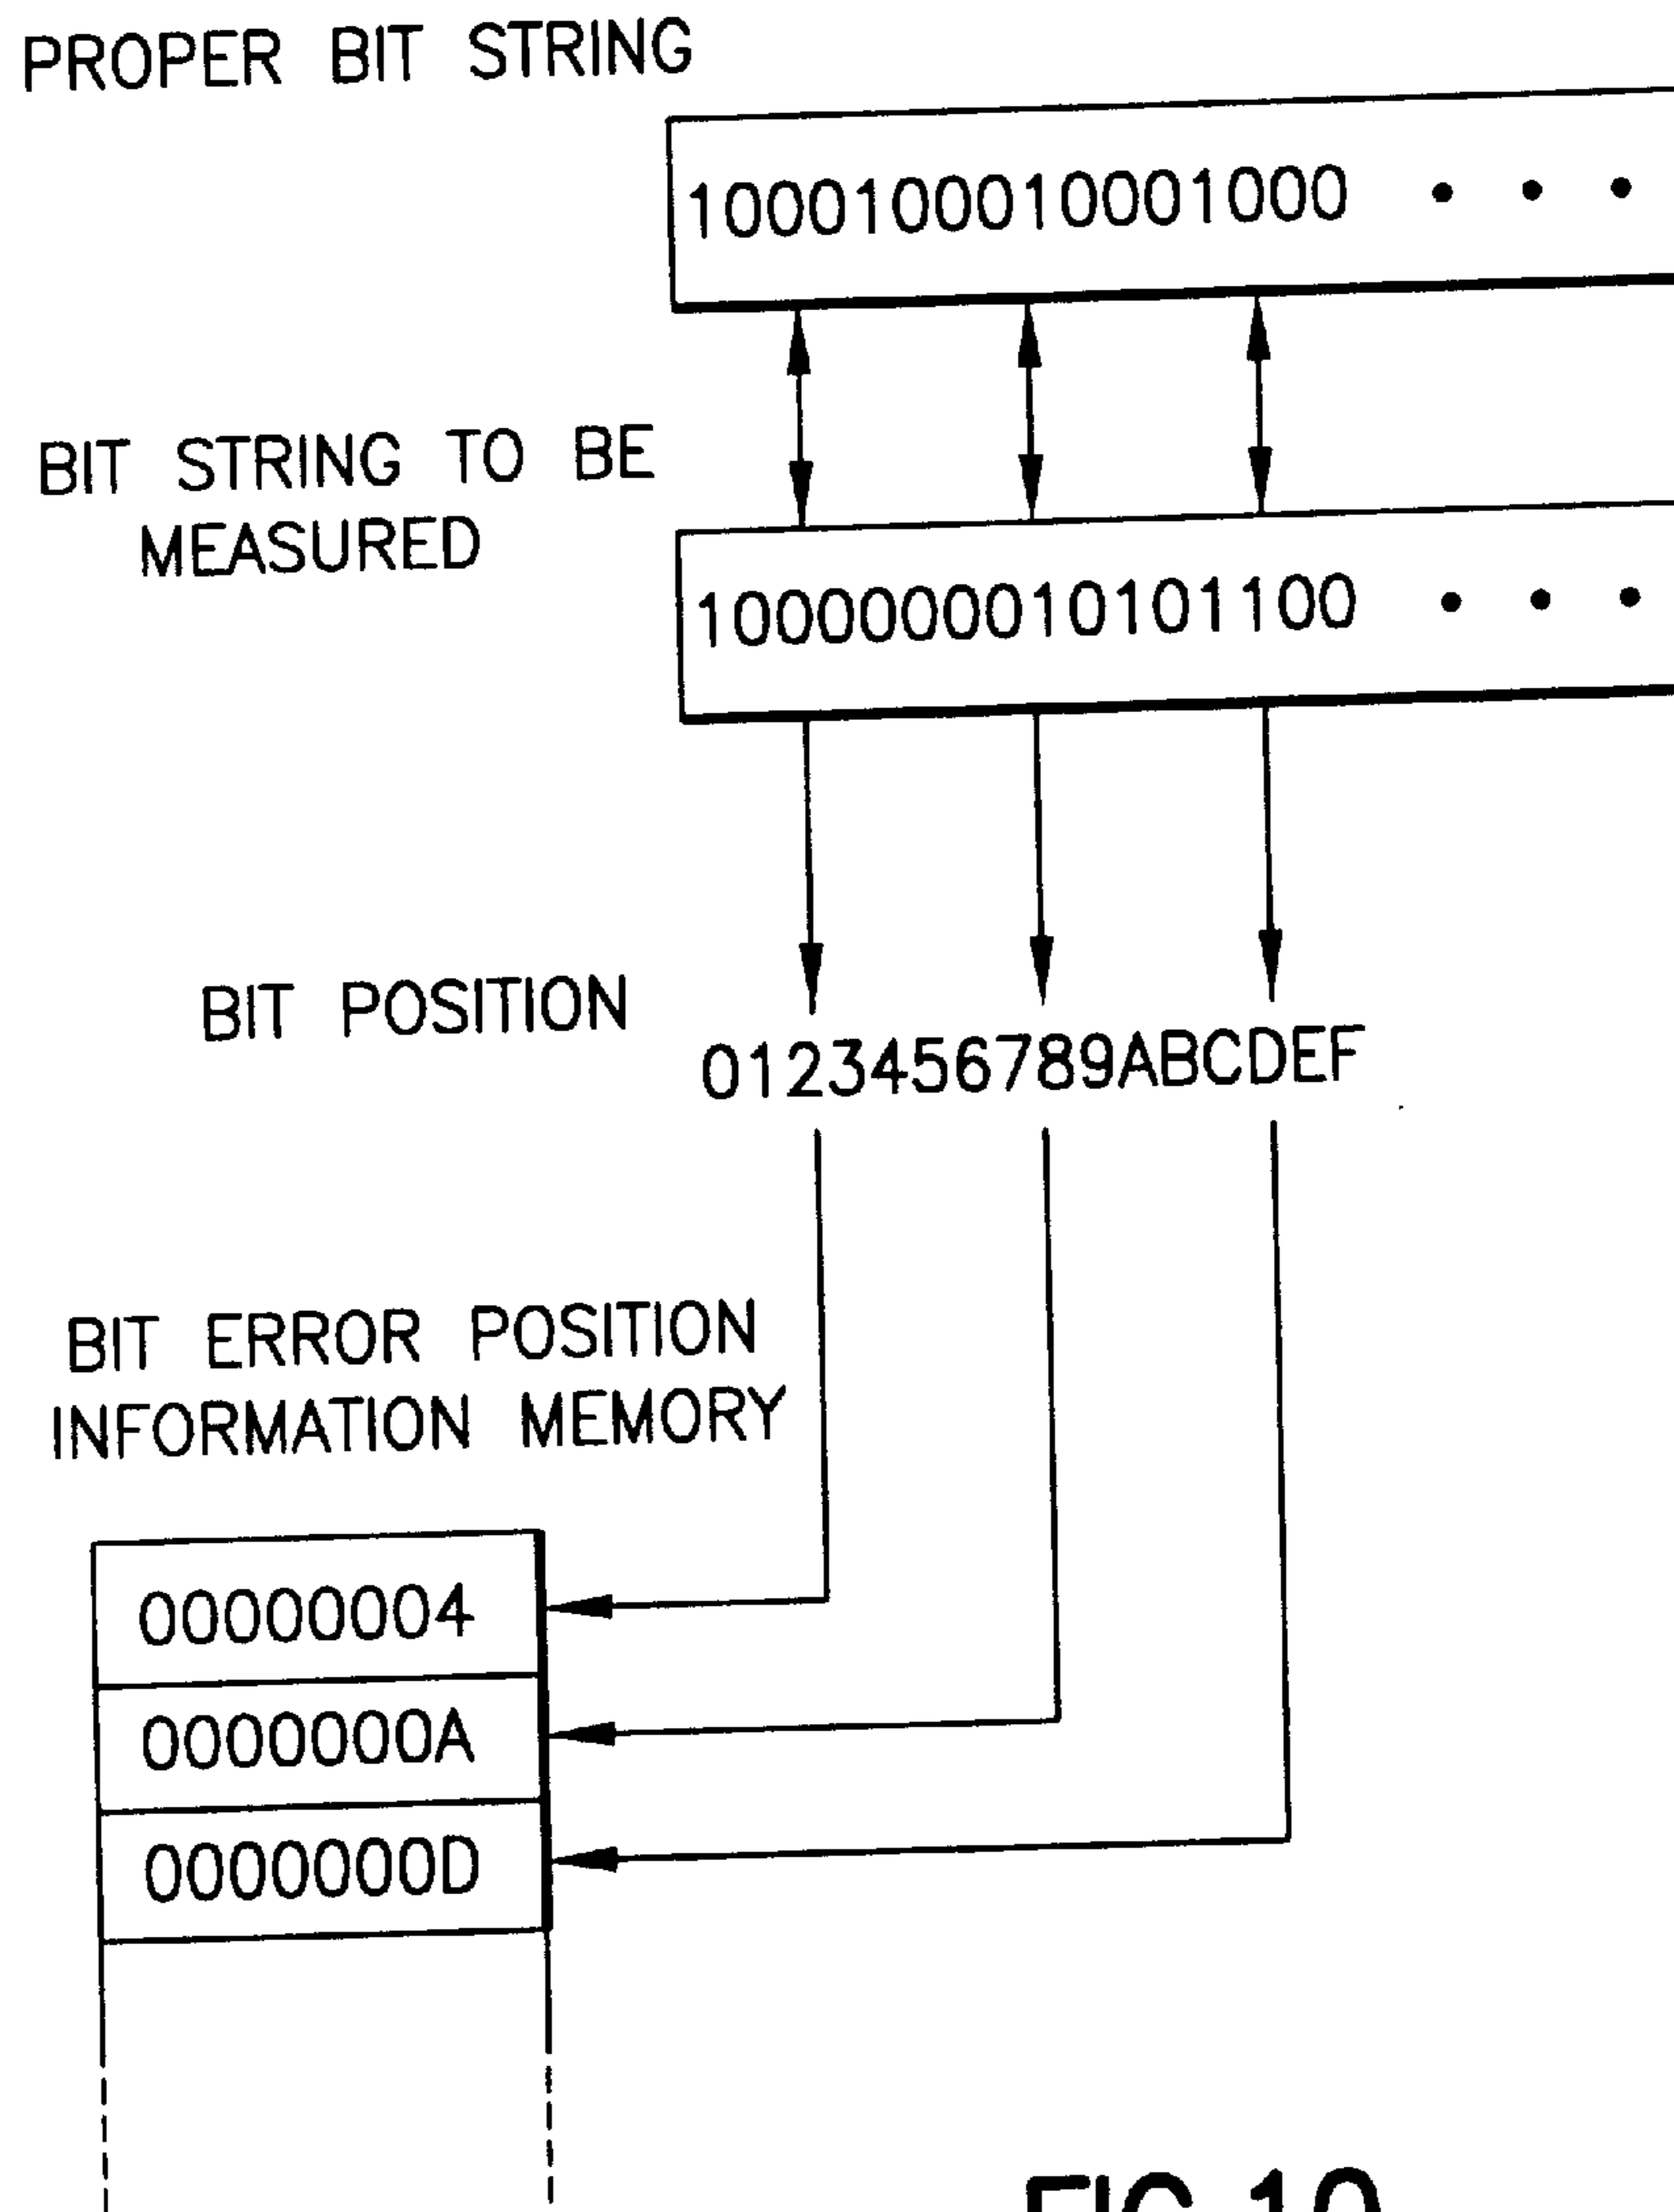 PROPER BIT STRING
1000100010001000 • • •
BIT STRING TO BE
MEASURED
1000000010101100 • • •
BIT POSITION
0123456789ABCDEF
BIT ERROR POSITION
INFORMATION MEMORY
00000004
0000000A
0000000D